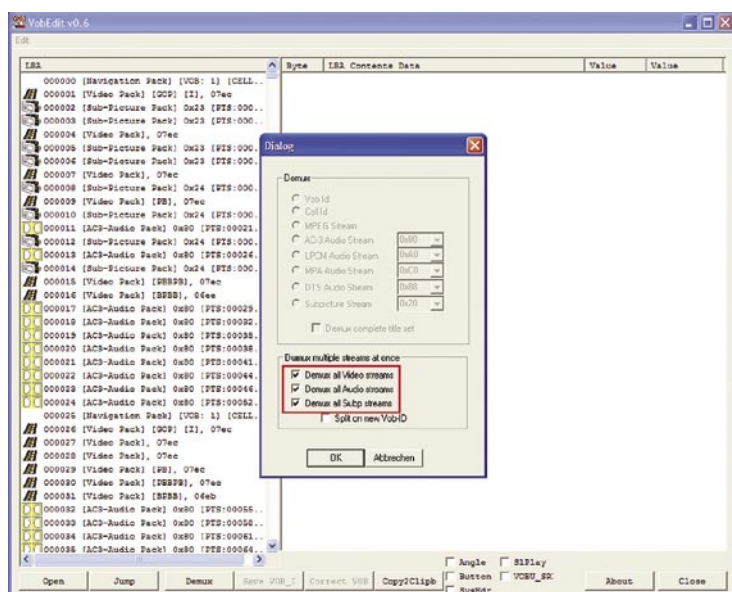 VobEdit v0.6
Edit
LBA
Byte LBA Contents Data Value Value
000000 [Navigation Pack] [VOB: 1] [CELL..
000001 [Video Pack] [GOP] [I], 07ec
000002 [Sub-Picture Pack] 0x23 [PTS:000.
000003 [Sub-Picture Pack] 0x23 [PTS:000.
000004 [Video Pack], 07ec
000005 [Sub-Picture Pack] 0x23 [PTS:000.
000006 [Sub-Picture Pack] 0x23 [PTS:000.
000007 [Video Pack], 07ec
000008 [Sub-Picture Pack] 0x24 [PTS:000.
000009 [Video Pack] [PB], 07ec
000010 [Sub-Picture Pack] 0x24 [PTS:000.
000011 [AC3-Audio Pack] 0x80 [PTS:00021.
000012 [Sub-Picture Pack] 0x24 [PTS:000.
000013 [AC3-Audio Pack] 0x80 [PTS:00026.
000014 [Sub-Picture Pack] 0x24 [PTS:000.
000015 [Video Pack] [PBBPB], 07ec
000016 [Video Pack] [BPBB], 06ee
000017 [AC3-Audio Pack] 0x80 [PTS:00029.
000018 [AC3-Audio Pack] 0x80 [PTS:00032.
000019 [AC3-Audio Pack] 0x80 [PTS:00035.
000020 [AC3-Audio Pack] 0x80 [PTS:00038.
000021 [AC3-Audio Pack] 0x80 [PTS:00041.
000022 [AC3-Audio Pack] 0x80 [PTS:00044.
000023 [AC3-Audio Pack] 0x80 [PTS:00046.
000024 [AC3-Audio Pack] 0x80 [PTS:00052.
000025 [Navigation Pack] [VOB: 1] [CELL.
000026 [Video Pack] [GOP] [I], 07ec
000027 [Video Pack], 07ec
000028 [Video Pack], 07ec
000029 [Video Pack] [PB], 07ec
000030 [Video Pack] [PBBPB], 07ec
000031 [Video Pack] [BPBB], 04eb
000032 [AC3-Audio Pack] 0x80 [PTS:00055..
000033 [AC3-Audio Pack] 0x80 [PTS:00058..
000034 [AC3-Audio Pack] 0x80 [PTS:00061..
000035 [AC3-Audio Pack] 0x80 [PTS:00064..
Dialog
Demux
Vob Id
Cell Id
MPEG Stream
AC-3 Audio Stream 0x80
LPCM Audio Stream 0xA0
MPA Audio Stream 0xC0
DTS Audio Stream 0x88
Subpicture Stream 0x20
Demux complete title set
Demux multiple streams at once
Demux all Video streams
Demux all Audio streams
Demux all Subp streams
Split on new Vob-ID
OK Abbrechen
Angle SlPlay
Button VOBU_SRI
SysHdr
Open Jump Demux Save VOB_I Correct VOB Copy2Clipb About Close